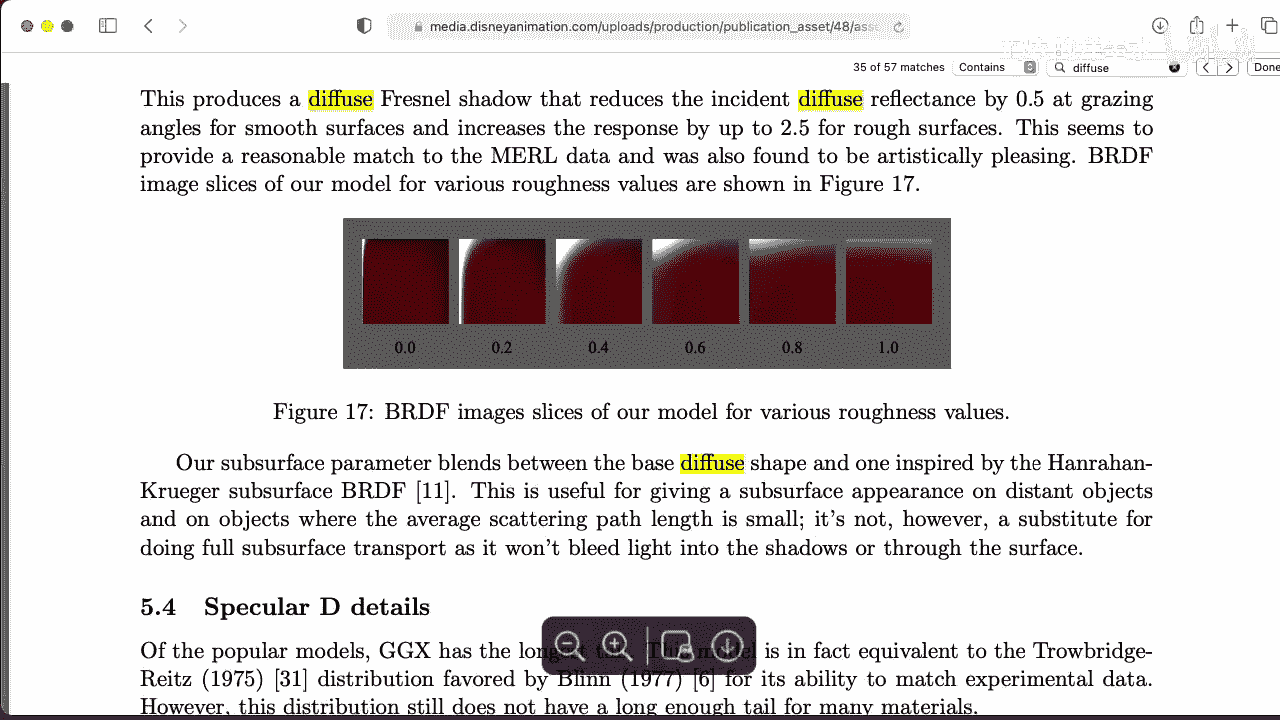 media.disneyanimation.com/uploads/production/publication_asset/48/ass
35 of 57 matches Contains diffuse Done
This produces a diffuse Fresnel shadow that reduces the incident diffuse reflectance by 0.5 at grazing
angles for smooth surfaces and increases the response by up to 2.5 for rough surfaces. This seems to
provide a reasonable match to the MERL data and was also found to be artistically pleasing. BRDF
image slices of our model for various roughness values are shown in Figure 17.
0.0 0.2 0.4 0.6 0.8 1.0
Figure 17: BRDF images slices of our model for various roughness values.
Our subsurface parameter blends between the base diffuse shape and one inspired by the Hanrahan-
Krueger subsurface BRDF [11]. This is useful for giving a subsurface appearance on distant objects
and on objects where the average scattering path length is small; it's not, however, a substitute for
doing full subsurface transport as it won't bleed light into the shadows or through the surface.
5.4 Specular D details
Of the popular models, GGX has the longest tail. This model is in fact equivalent to the Trowbridge-
Reitz (1975) [31] distribution favored by Blinn (1977) [6] for its ability to match experimental data.
However, this distribution still does not have a long enough tail for many materials.